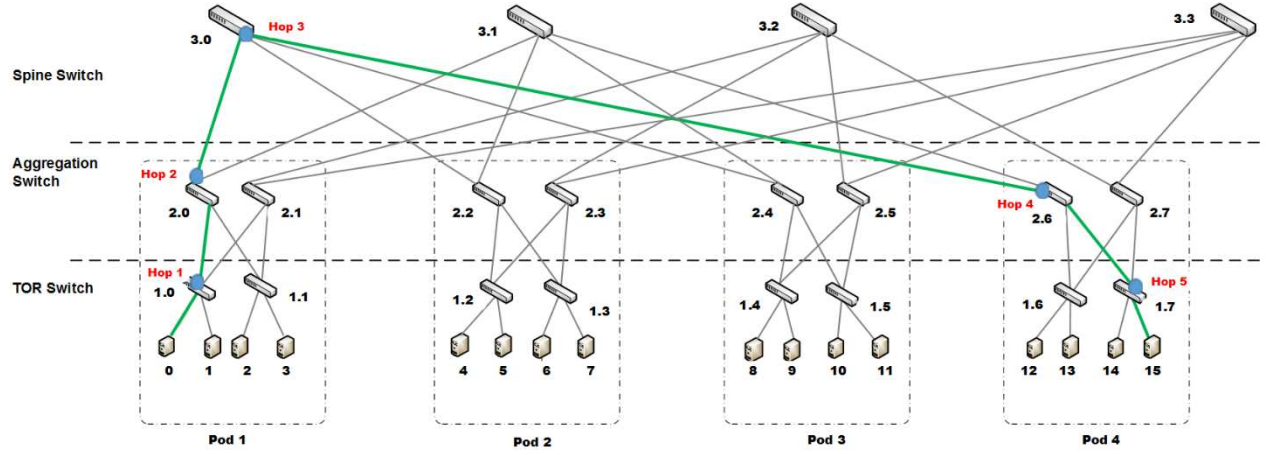 3.0
Hop 3
3.1
3.2
3.3
Spine Switch
Aggregation
Switch
Hop 2
2.0
2.1
2.2
2.3
2.4
2.5
Hop 4
2.6
2.7
TOR Switch
Hop 1
1.0
1.1
1.2
1.3
1.4
1.5
1.6
Hop 5
1.7
0
1
2
3
4
5
6
7
8
9
10
11
12
13
14
15
Pod 1
Pod 2
Pod 3
Pod 4